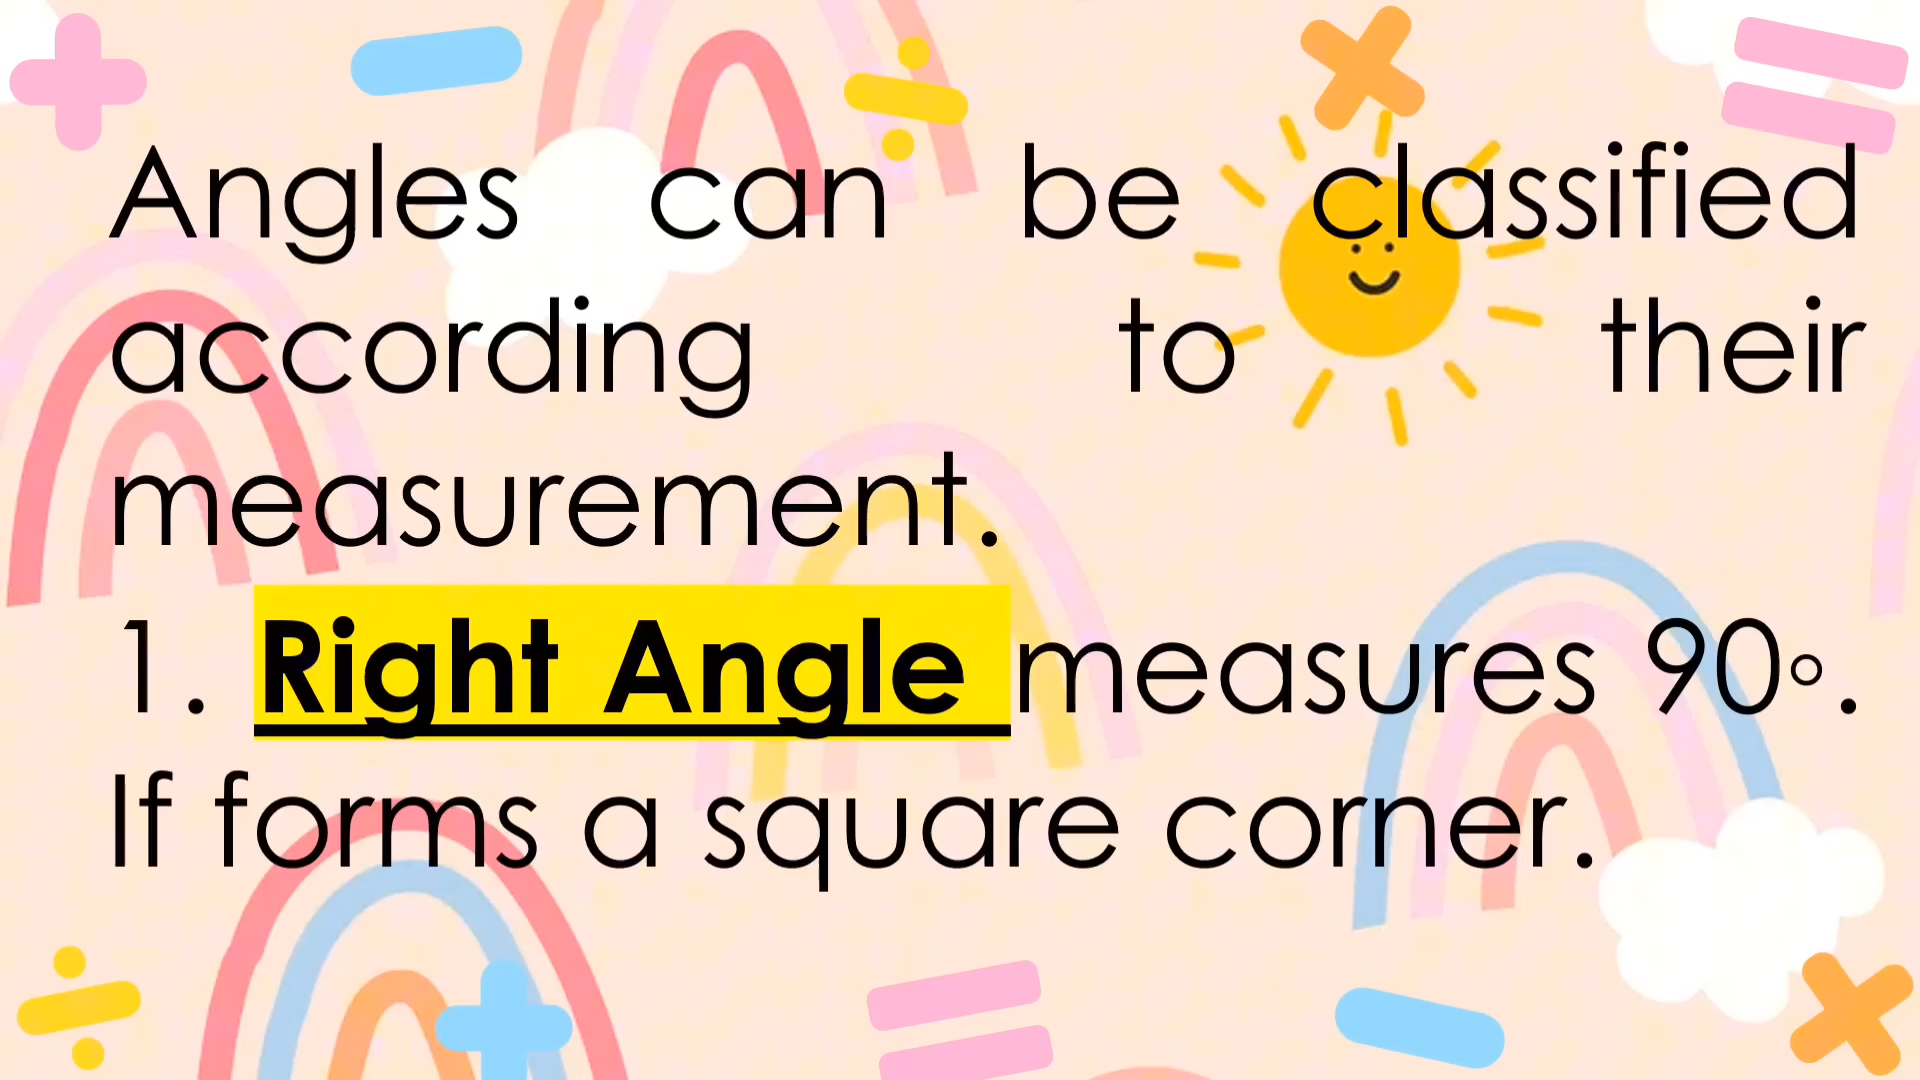 Angles can be classified
according to their
measurement.
1. Right Angle measures 90°.
If forms a square corner.